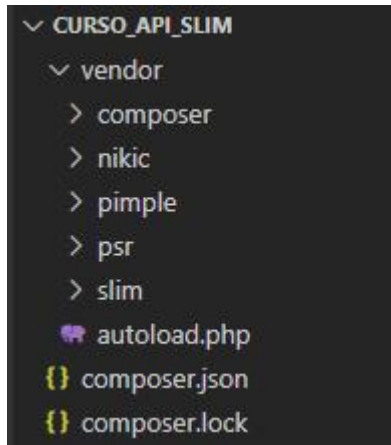 CURSO_API_SLIM
vendor
composer
nikic
pimple
psr
slim
autoload.php
{} composer.json
{} composer.lock